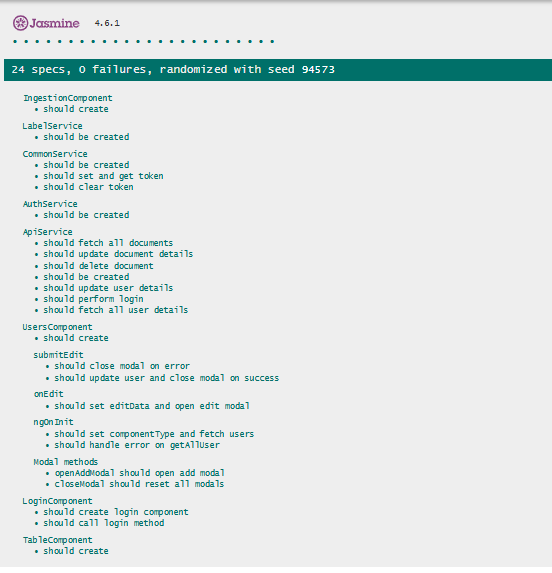 Jasmine 4.6.1
• • • • • • • • • • • • • • • • • • • • • • • •
24 specs, 0 failures, randomized with seed 94573
IngestionComponent
• should create
LabelService
• should be created
CommonService
• should be created
• should set and get token
• should clear token
AuthService
• should be created
ApiService
• should fetch all documents
• should update document details
• should delete document
• should be created
• should update user details
• should perform login
• should fetch all user details
UsersComponent
• should create
submitEdit
• should close modal on error
• should update user and close modal on success
onEdit
• should set editData and open edit modal
ngOnInit
• should set componentType and fetch users
• should handle error on getAllUser
Modal methods
• openAddModal should open add modal
• closeModal should reset all modals
LoginComponent
• should create login component
• should call login method
TableComponent
• should create